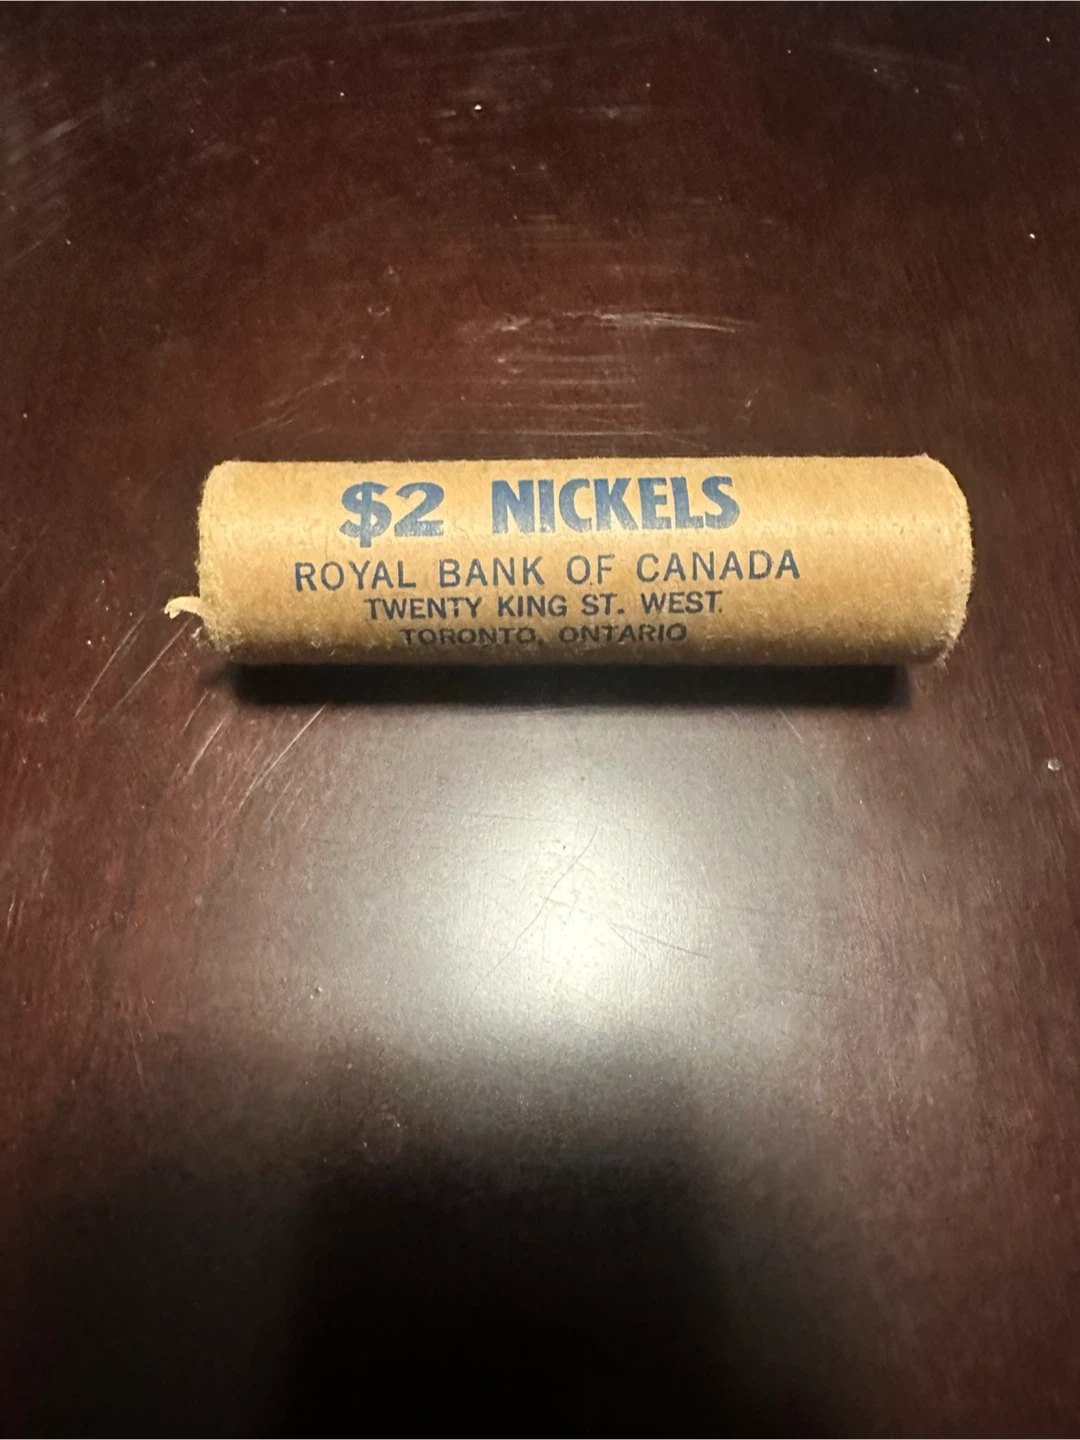 $2 NICKELS
ROYAL BANK OF CANADA
TWENTY KING ST. WEST.
TORONTO, ONTARIO